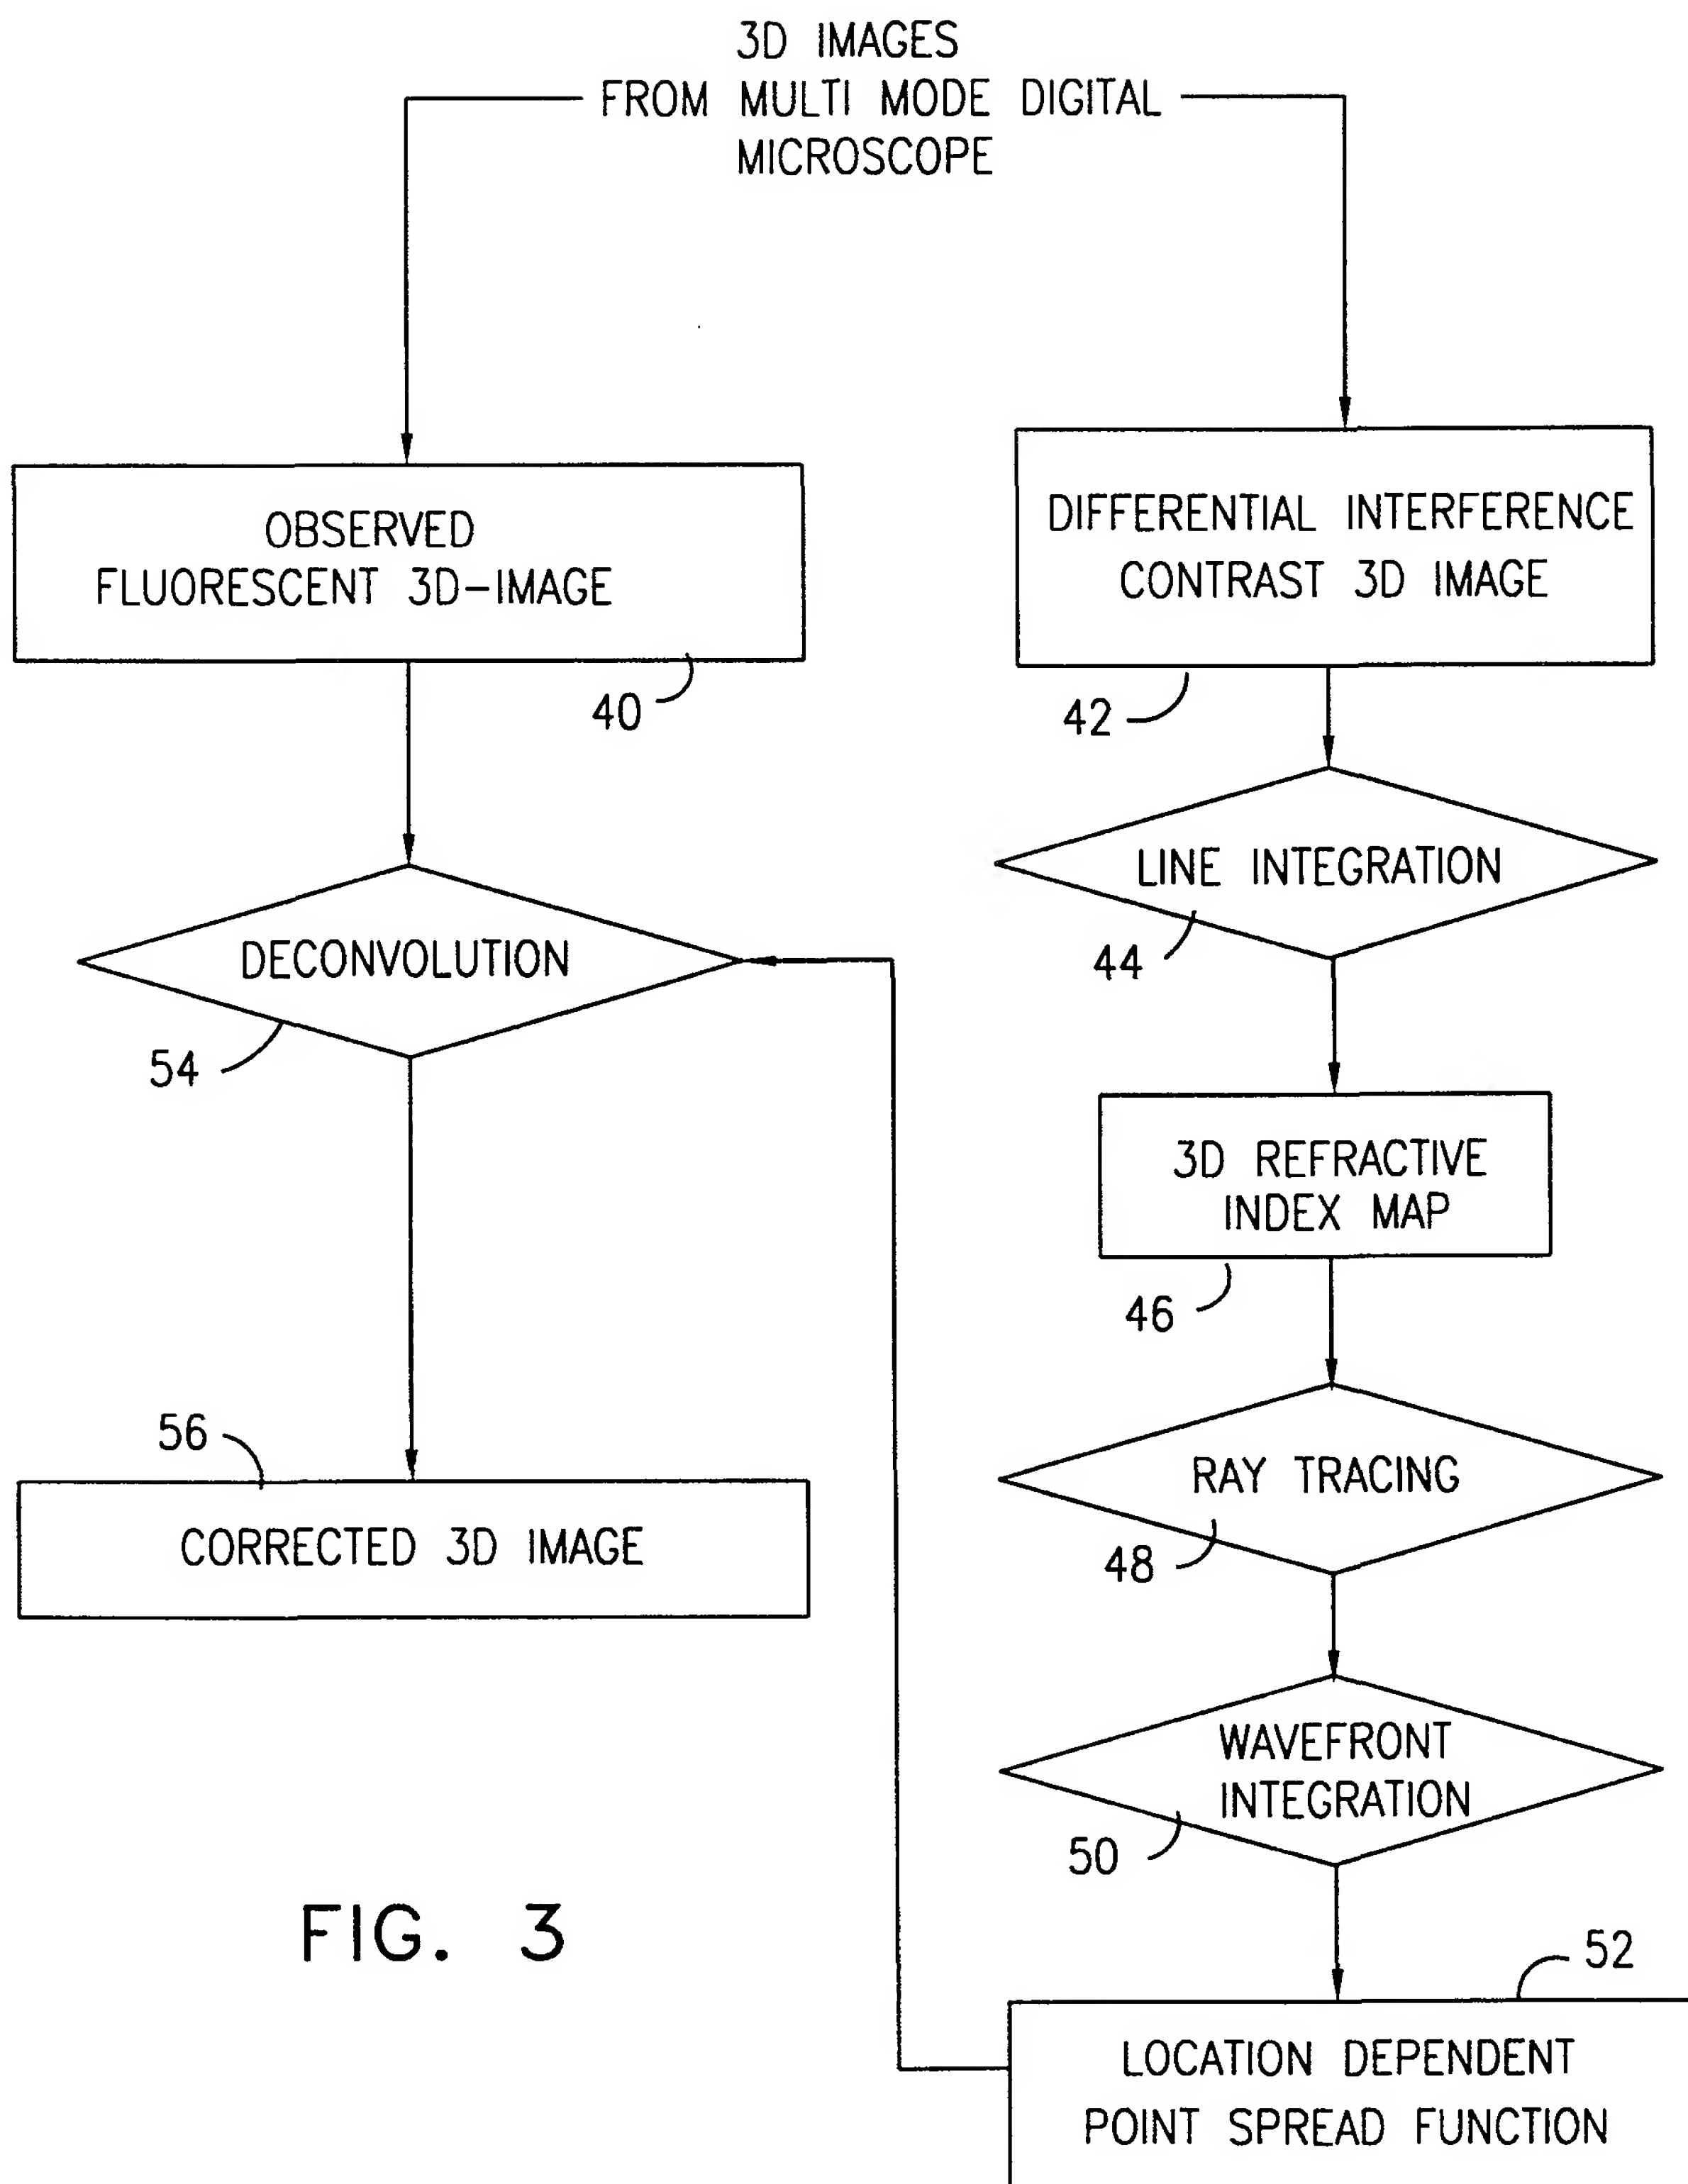 3D IMAGES
FROM MULTI MODE DIGITAL
MICROSCOPE
OBSERVED
FLUORESCENT 3D-IMAGE
40
DIFFERENTIAL INTERFERENCE
CONTRAST 3D IMAGE
42
LINE INTEGRATION
44
DECONVOLUTION
54
3D REFRACTIVE
INDEX MAP
46
56
CORRECTED 3D IMAGE
RAY TRACING
48
WAVEFRONT
INTEGRATION
50
FIG. 3
52
LOCATION DEPENDENT
POINT SPREAD FUNCTION